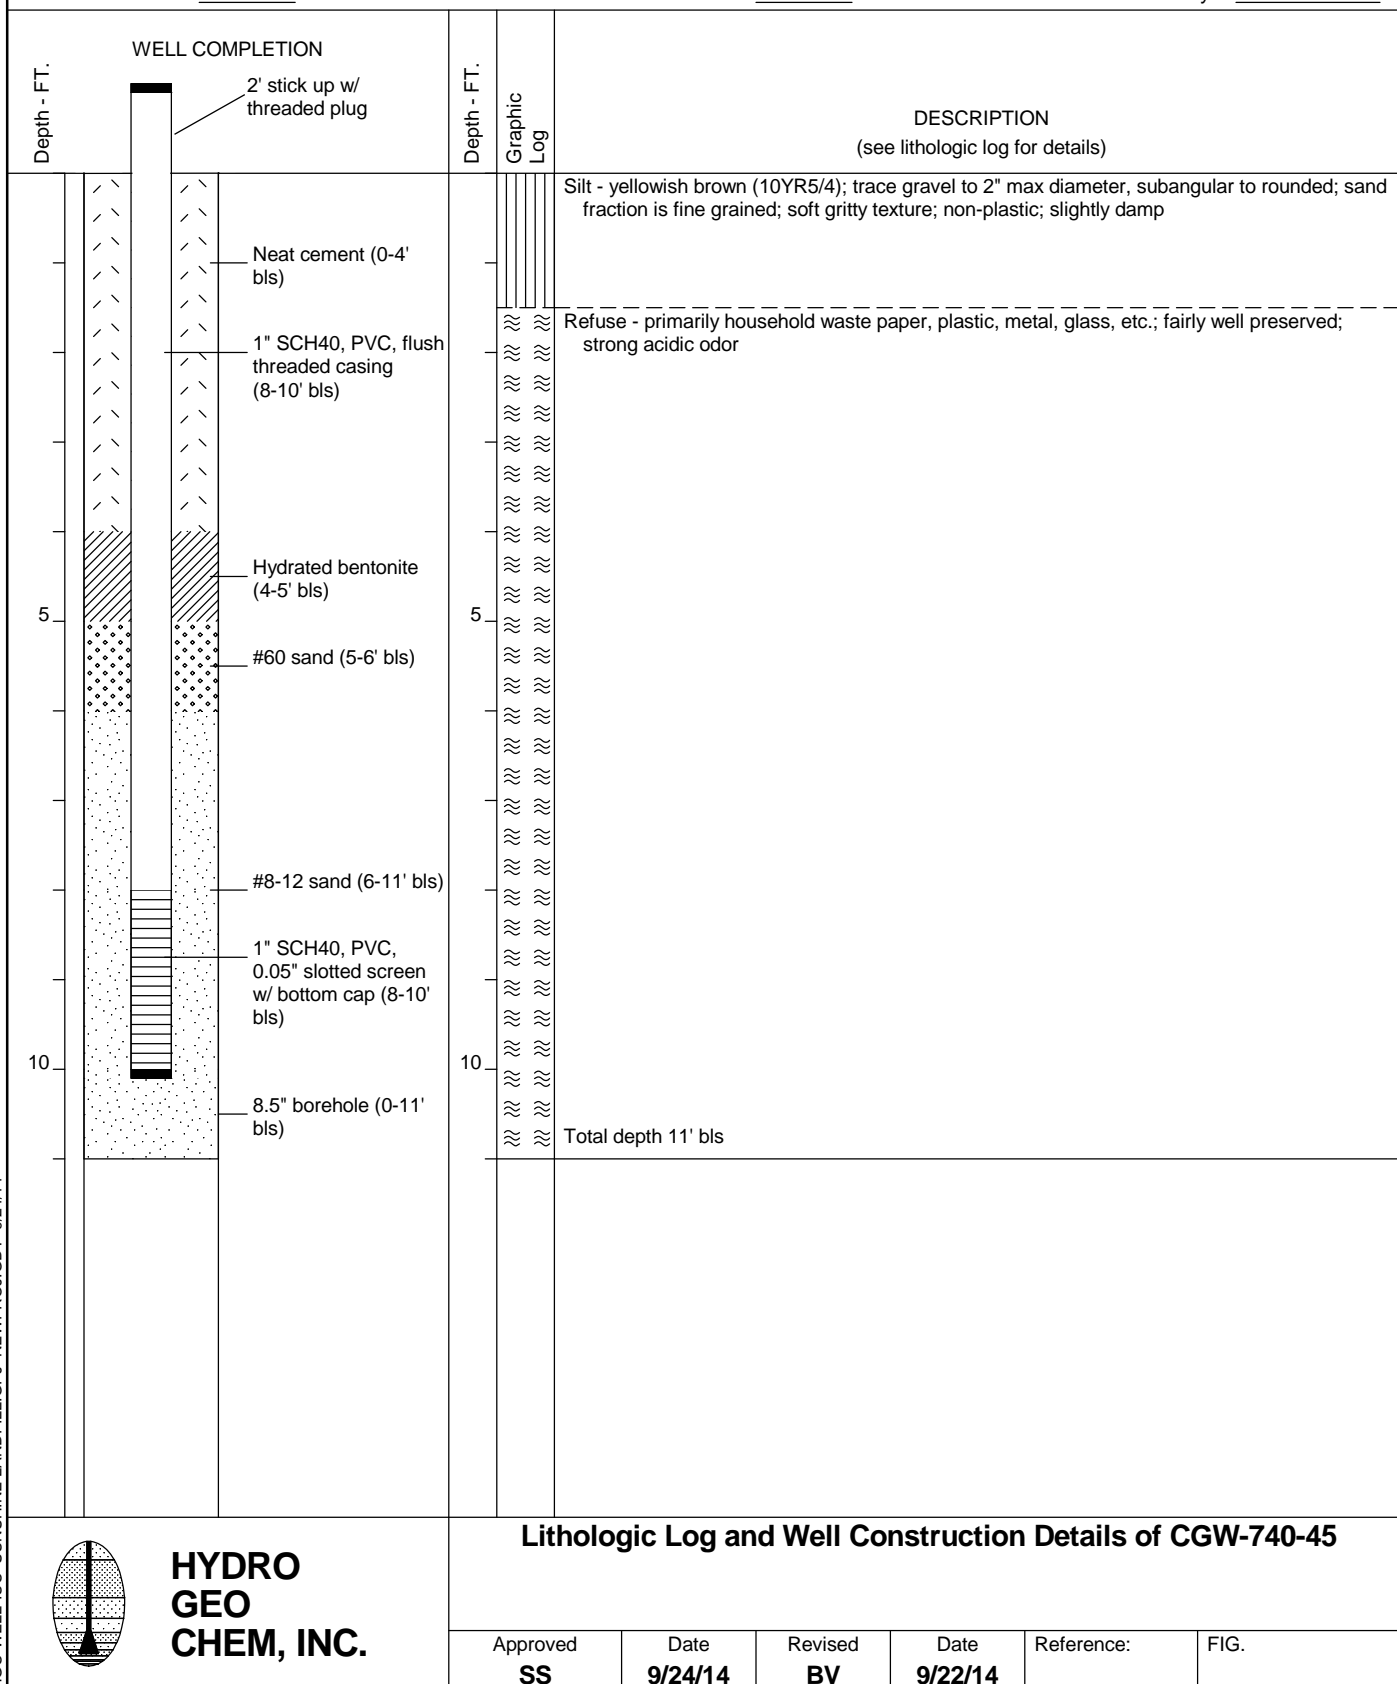 WELL COMPLETION
Depth - FT.
2' stick up w/
threaded plug
Depth - FT.
Graphic
Log
DESCRIPTION
(see lithologic log for details)
Silt - yellowish brown (10YR5/4); trace gravel to 2" max diameter, subangular to rounded; sand
fraction is fine grained; soft gritty texture; non-plastic; slightly damp
Neat cement (0-4'
bls)
Refuse - primarily household waste paper, plastic, metal, glass, etc.; fairly well preserved;
strong acidic odor
1" SCH40, PVC, flush
threaded casing
(8-10' bls)
Hydrated bentonite
(4-5' bls)
5
5
#60 sand (5-6' bls)
#8-12 sand (6-11' bls)
1" SCH40, PVC,
0.05" slotted screen
w/ bottom cap (8-10'
bls)
10
10
8.5" borehole (0-11'
bls)
Total depth 11' bls
HYDRO
GEO
CHEM, INC.
Lithologic Log and Well Construction Details of CGW-740-45
Approved
SS
Date
9/24/14
Revised
BV
Date
9/22/14
Reference:
FIG.